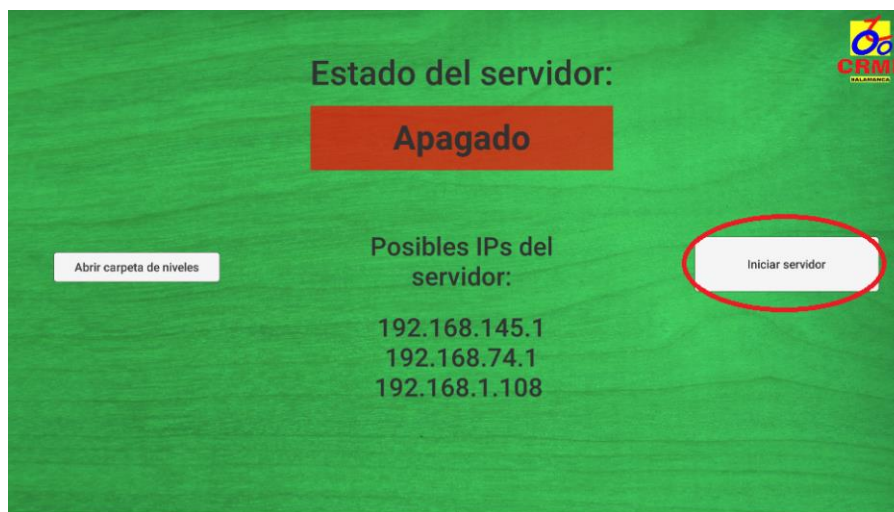 CRM
SALAMANCA
Estado del servidor:
Apagado
Abrir carpeta de niveles
Posibles IPs del
servidor:
192.168.145.1
192.168.74.1
192.168.1.108
Iniciar servidor